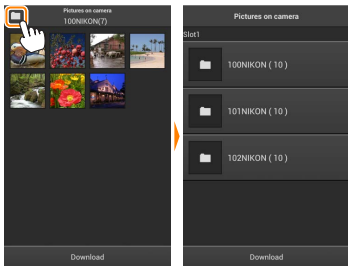 Pictures on camera
100NIKON(7)
Download
Pictures on camera
Slot1
100NIKON ( 10 )
101NIKON ( 10 )
102NIKON ( 10 )
Download